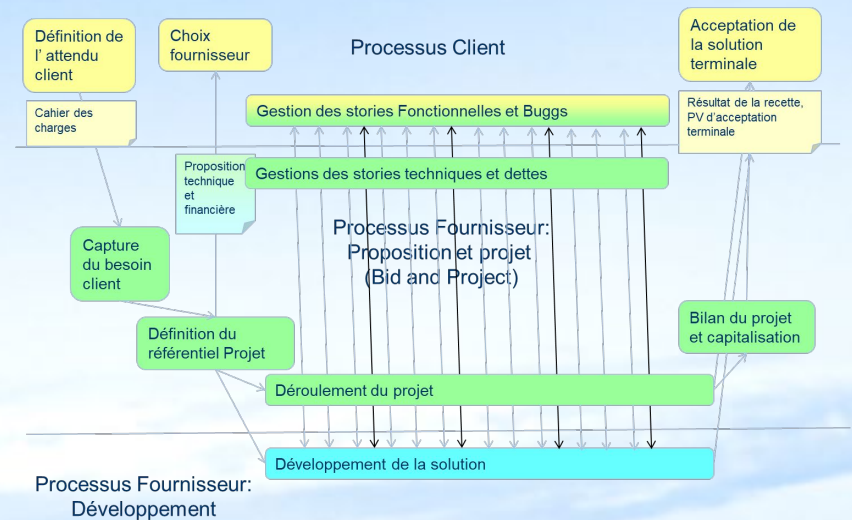 Définition de
l' attendu
client
Choix
fournisseur
Processus Client
Acceptation de
la solution
terminale
Cahier des
charges
Gestion des stories Fonctionnelles et Buggs
Résultat de la recette,
PV d'acceptation
terminale
Proposition
technique
et
financière
Gestions des stories techniques et dettes
Processus Fournisseur:
Proposition et projet
(Bid and Project)
Capture
du besoin
client
Définition du
référentiel Projet
Bilan du projet
et capitalisation
Déroulement du projet
Développement de la solution
Processus Fournisseur:
Développement